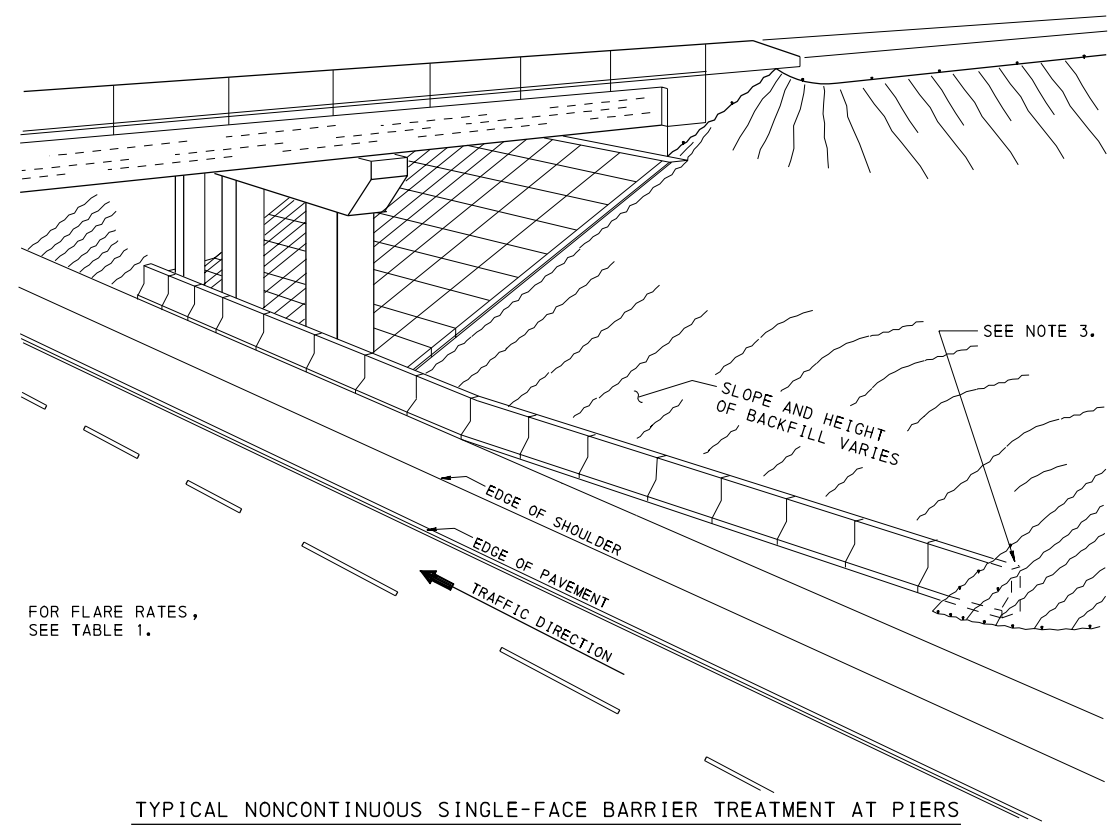 SEE NOTE 3.
SLOPE AND HEIGHT
OF BACKFILL VARIES
EDGE OF SHOULDER
EDGE OF PAVEMENT
TRAFFIC DIRECTION
FOR FLARE RATES,
SEE TABLE 1.
TYPICAL NONCONTINUOUS SINGLE-FACE BARRIER TREATMENT AT PIERS